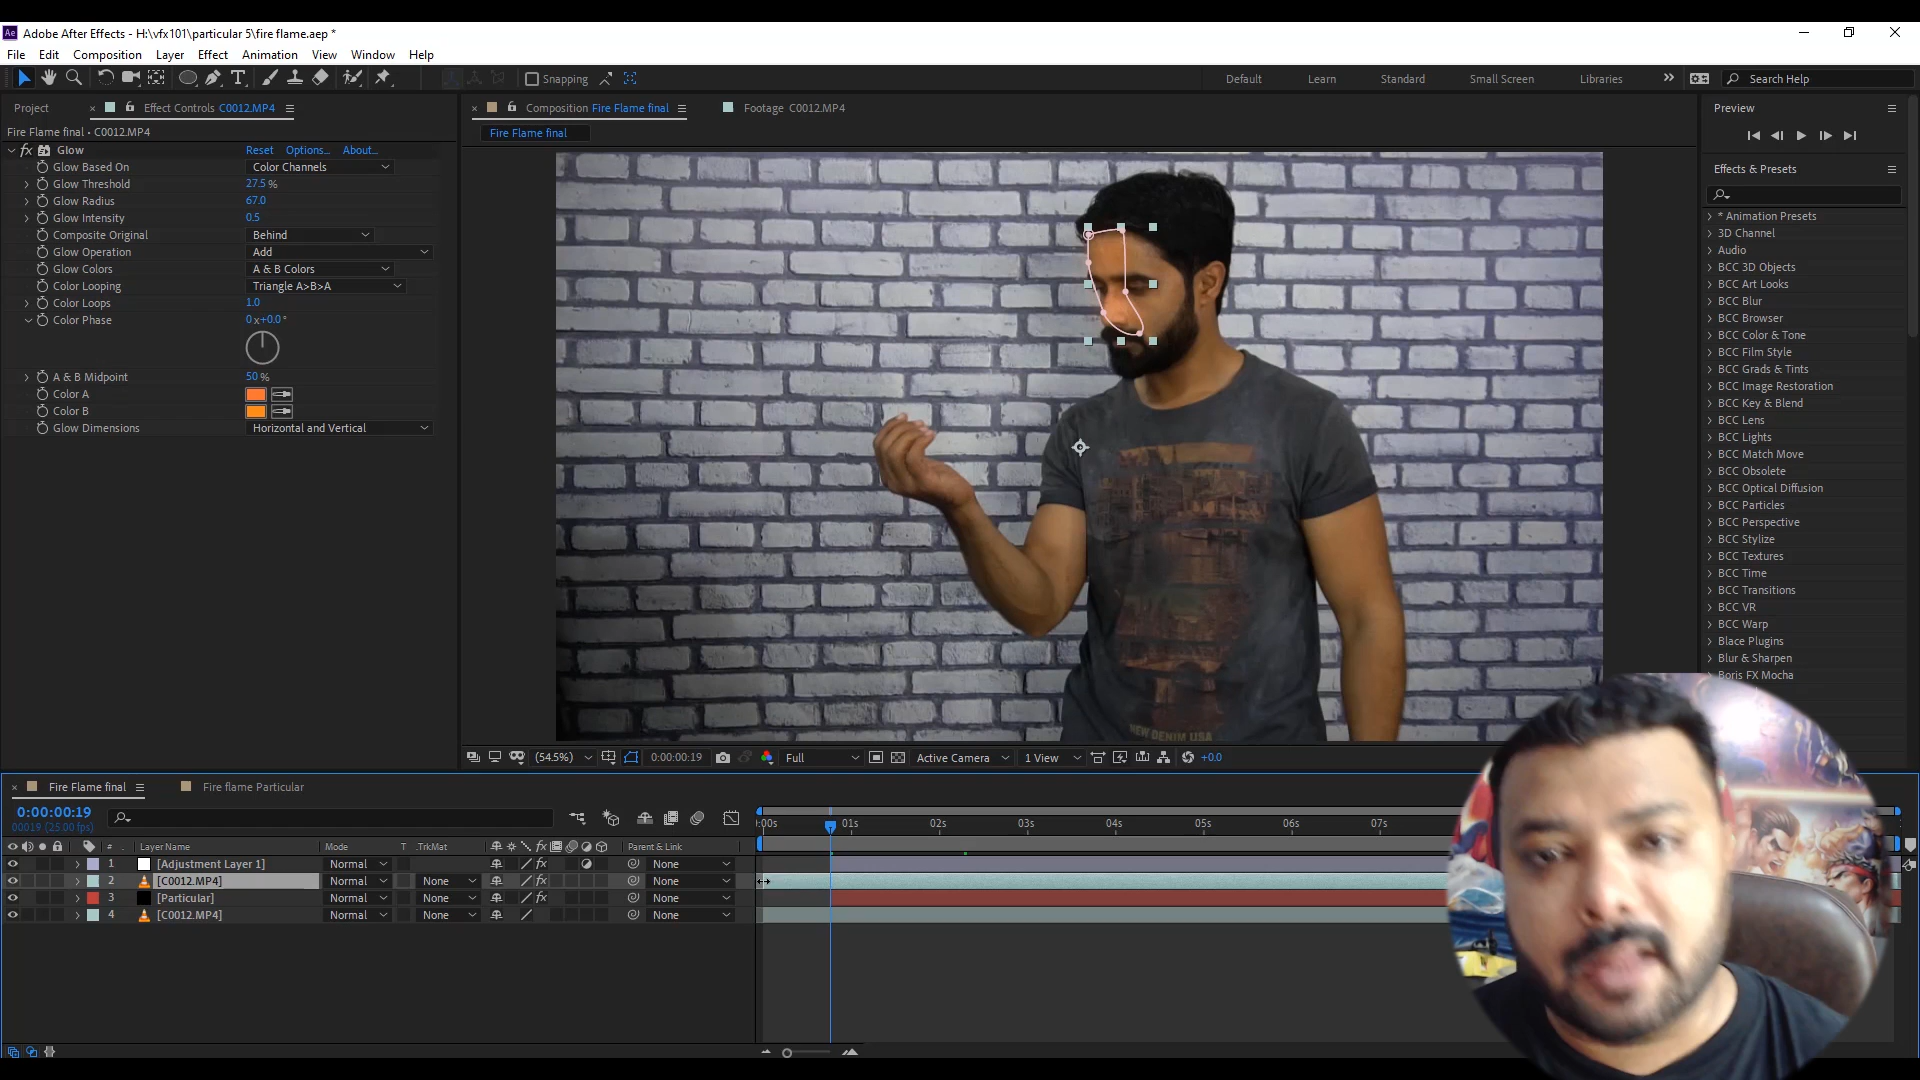 Adobe After Effects - H:\vfx101\particular 5\fire flame.aep *
File Edit Composition Layer Effect Animation View Window Help
Snapping
Default Learn Standard Small Screen Libraries
Search Help
Project
Effect Controls C0012.MP4
Composition Fire Flame final
Footage C0012.MP4
Preview
Fire Flame final • C0012.MP4
Fire Flame final
Glow Reset Options... About...
Glow Based On Color Channels
Glow Threshold 27.5 %
Glow Radius 67.0
Glow Intensity 0.5
Composite Original Behind
Glow Operation Add
Glow Colors A & B Colors
Color Looping Triangle A>B>A
Color Loops 1.0
Color Phase 0 x+0.0 °
A & B Midpoint 50 %
Color A
Color B
Glow Dimensions Horizontal and Vertical
NEW DENIM USA
Effects & Presets
* Animation Presets
3D Channel
Audio
BCC 3D Objects
BCC Art Looks
BCC Blur
BCC Browser
BCC Color & Tone
BCC Film Style
BCC Grads & Tints
BCC Image Restoration
BCC Key & Blend
BCC Lens
BCC Lights
BCC Match Move
BCC Obsolete
BCC Optical Diffusion
BCC Particles
BCC Perspective
BCC Stylize
BCC Textures
BCC Time
BCC Transitions
BCC VR
BCC Warp
Blace Plugins
Blur & Sharpen
Boris FX Mocha
(54.5%) 0:00:00:19 Full Active Camera 1 View +0.0
Fire Flame final
Fire flame Particular
0:00:00:19
00019 (25.00 fps)
:00s 01s 02s 03s 04s 05s 06s 07s
# Layer Name Mode T .TrkMat Parent & Link
1 [Adjustment Layer 1] Normal None
2 [C0012.MP4] Normal None None
3 [Particular] Normal None None
4 [C0012.MP4] Normal None None